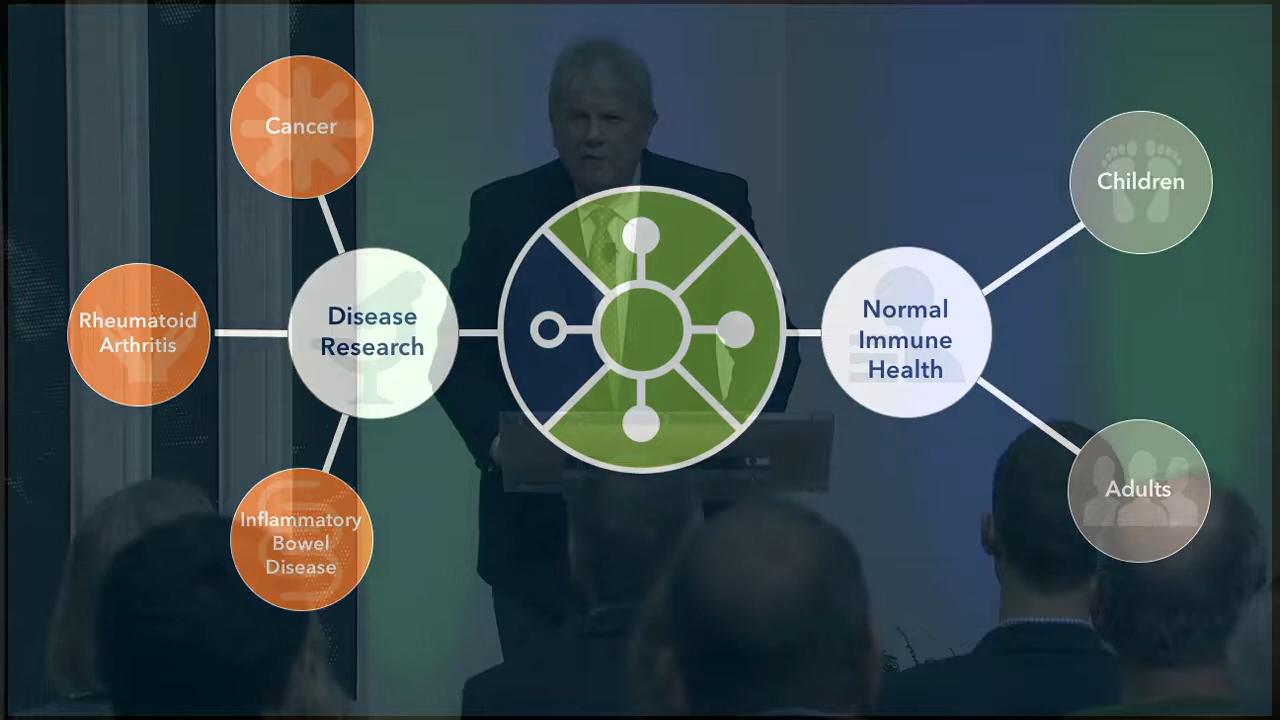 Cancer
Rheumatoid
Arthritis
Disease
Research
Inflammatory
Bowel
Disease
Normal
Immune
Health
Children
Adults